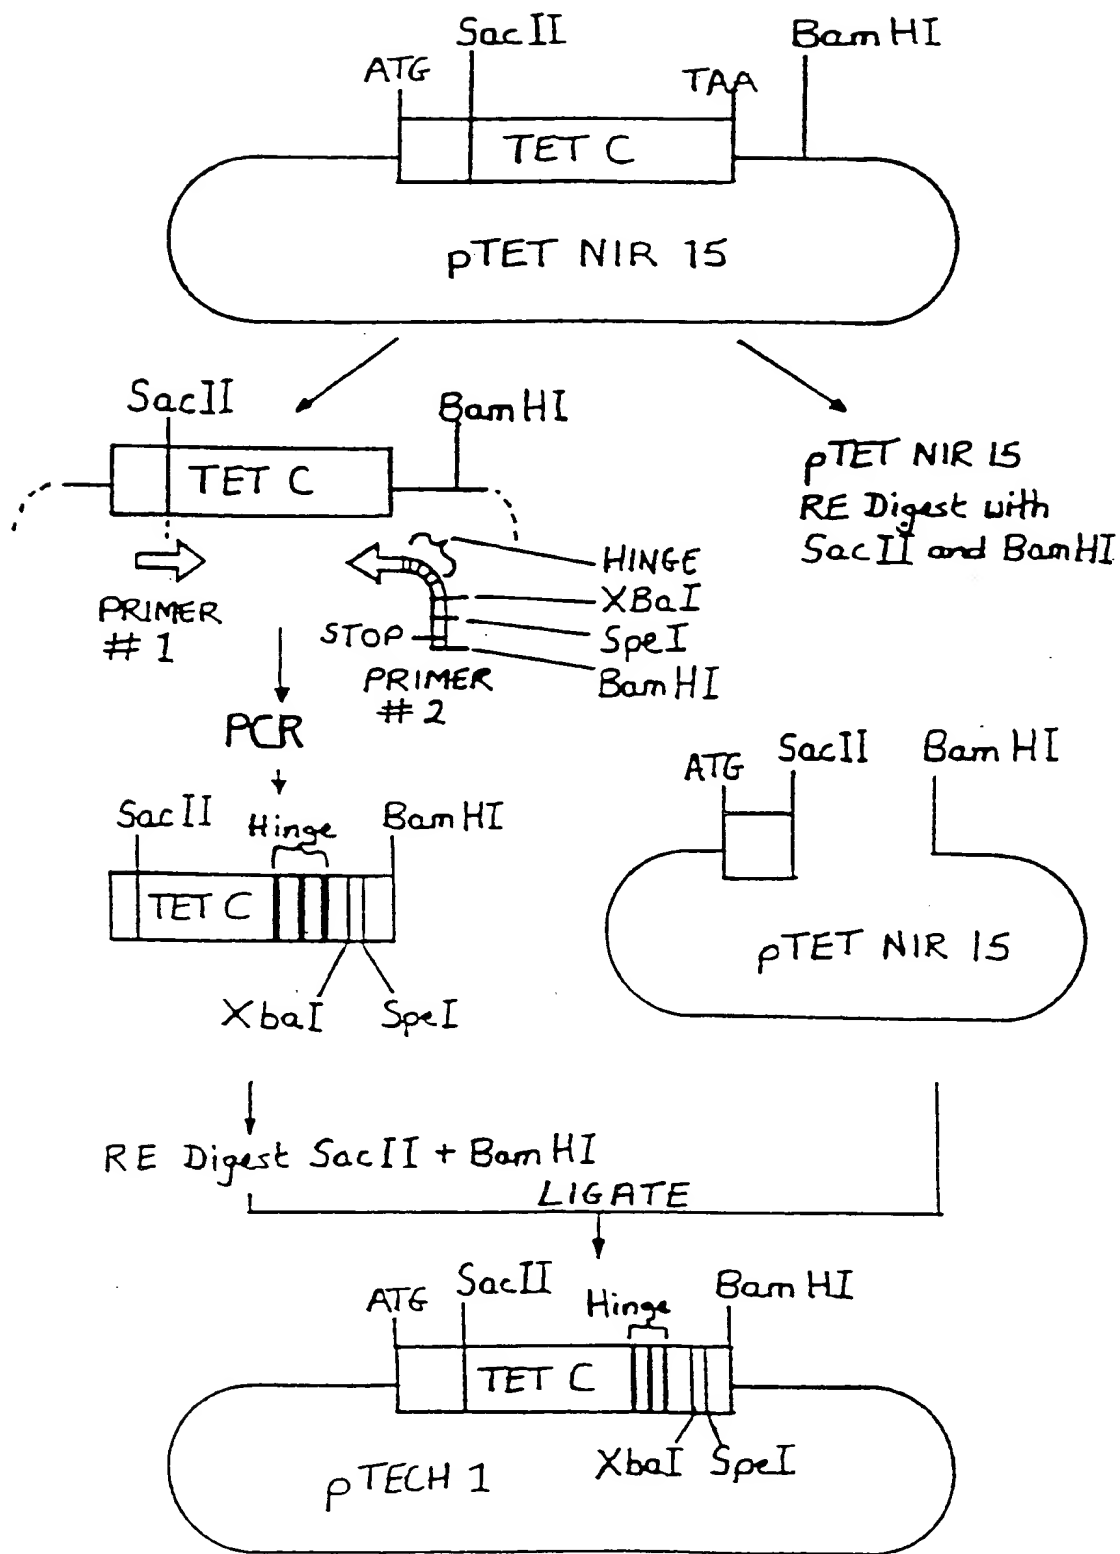 SacII
BamHI
ATG
TAA
TET C
pTET NIR 15
SacII
BamHI
TET C
pTET NIR 15
RE Digest with
SacII and BamHI
HINGE
XBaI
SpeI
BamHI
STOP
PRIMER
# 1
PRIMER
# 2
PCR
SacII
Hinge
BamHI
TET C
XbaI
SpeI
ATG
SacII
BamHI
pTET NIR 15
RE Digest SacII + BamHI
LIGATE
ATG
SacII
Hinge
BamHI
TET C
XbaI
SpeI
pTECH 1